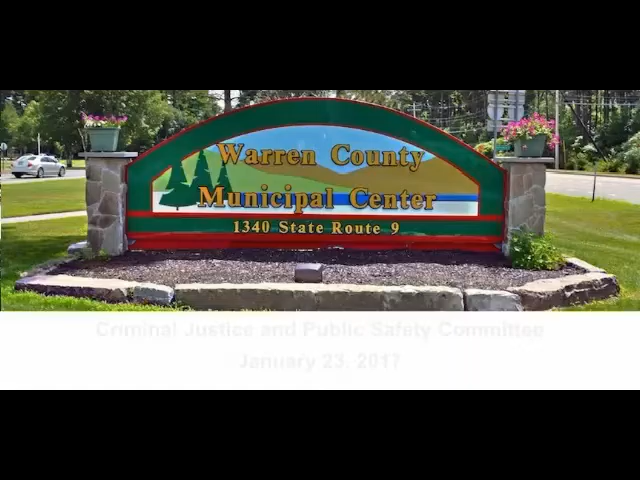 Warren County
Municipal Center
1340 State Route 9
Criminal Justice and Public Safety Committee
January 23, 2017